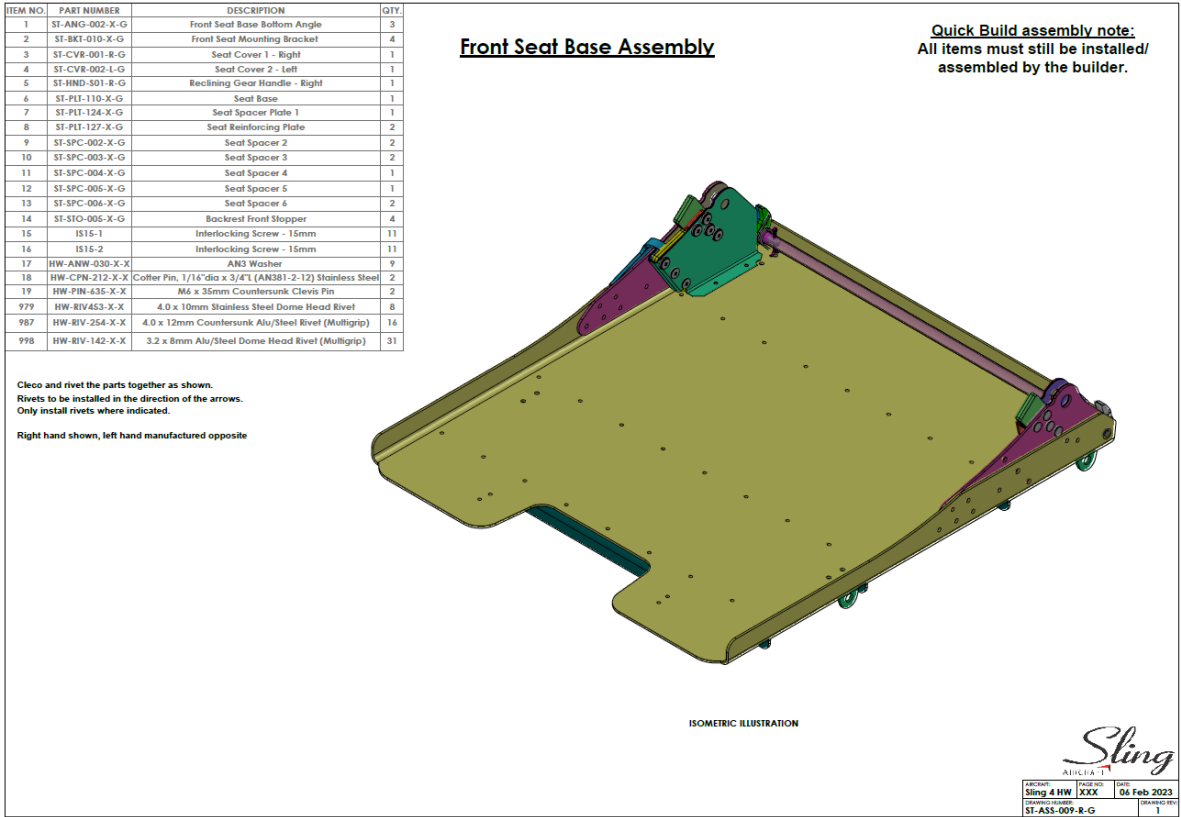 ITEM NO. PART NUMBER DESCRIPTION QTY.
1 ST-ANG-002-X-G Front Seat Base Bottom Angle 3
2 ST-BKT-010-X-G Front Seat Mounting Bracket 4
3 ST-CVR-001-R-G Seat Cover 1 - Right 1
4 ST-CVR-002-L-G Seat Cover 2 - Left 1
5 ST-HND-S01-R-G Reclining Gear Handle - Right 1
6 ST-PLT-110-X-G Seat Base 1
7 ST-PLT-124-X-G Seat Spacer Plate 1 1
8 ST-PLT-127-X-G Seat Reinforcing Plate 2
9 ST-SPC-002-X-G Seat Spacer 2 2
10 ST-SPC-003-X-G Seat Spacer 3 2
11 ST-SPC-004-X-G Seat Spacer 4 1
12 ST-SPC-005-X-G Seat Spacer 5 1
13 ST-SPC-006-X-G Seat Spacer 6 2
14 ST-STO-005-X-G Backrest Front Stopper 4
15 IS15-1 Interlocking Screw - 15mm 11
16 IS15-2 Interlocking Screw - 15mm 11
17 HW-ANW-030-X-X AN3 Washer 9
18 HW-CPN-212-X-X Cotter Pin, 1/16"dia x 3/4"L (AN381-2-12) Stainless Steel 2
19 HW-PIN-635-X-X M6 x 35mm Countersunk Clevis Pin 2
979 HW-RIV453-X-X 4.0 x 10mm Stainless Steel Dome Head Rivet 8
987 HW-RIV-254-X-X 4.0 x 12mm Countersunk Alu/Steel Rivet (Multigrip) 16
998 HW-RIV-142-X-X 3.2 x 8mm Alu/Steel Dome Head Rivet (Multigrip) 31
Front Seat Base Assembly
Quick Build assembly note:
All items must still be installed/
assembled by the builder.
Cleco and rivet the parts together as shown.
Rivets to be installed in the direction of the arrows.
Only install rivets where indicated.
Right hand shown, left hand manufactured opposite
ISOMETRIC ILLUSTRATION
Sling
AIRCRAFT
AIRCRAFT: PAGE NO: DATE:
Sling 4 HW XXX 06 Feb 2023
DRAWING NUMBER: DRAWING REV:
ST-ASS-009-R-G 1